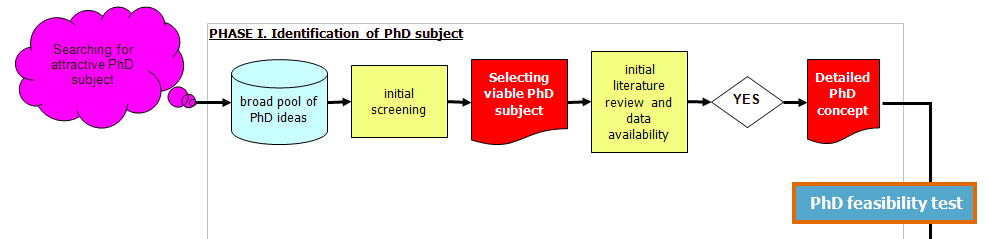 PHASE I. Identification of PhD subject
Searching for
attractive PhD
subject
broad pool of
PhD ideas
initial
screening
Selecting
viable PhD
subject
initial
literature
review and
data
availability
YES
Detailed
PhD
concept
PhD feasibility test